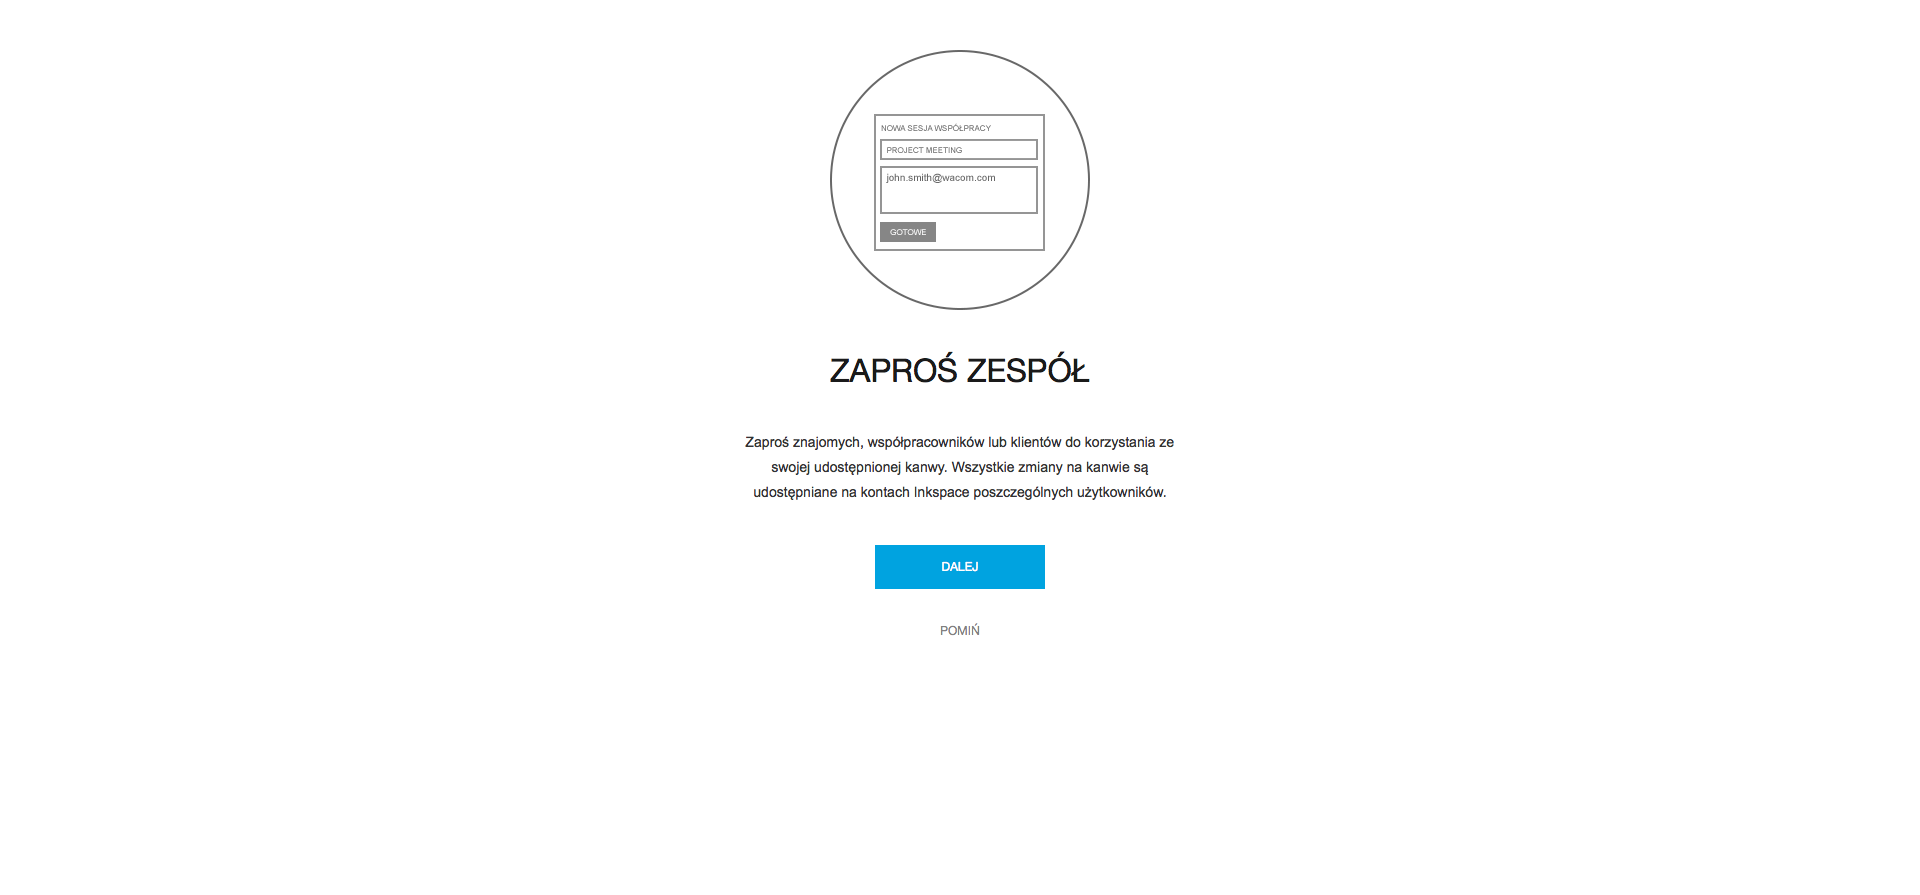 NOWA SESJA WSPÓŁPRACY
PROJECT MEETING
john.smith@wacom.com
GOTOWE
ZAPROŚ ZESPÓŁ
Zaproś znajomych, współpracowników lub klientów do korzystania ze
swojej udostępnionej kanwy. Wszystkie zmiany na kanwie są
udostępniane na kontach Inkspace poszczególnych użytkowników.
DALEJ
POMIŃ